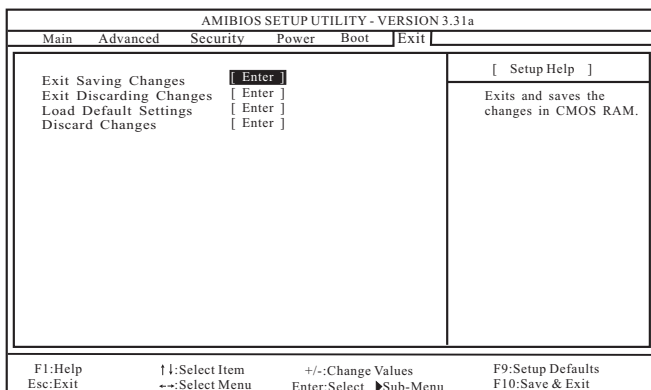 AMIBIOS SETUP UTILITY - VERSION 3.31a
Main Advanced Security Power Boot Exit
Exit Saving Changes [ Enter ]
Exit Discarding Changes [ Enter ]
Load Default Settings [ Enter ]
Discard Changes [ Enter ]
[ Setup Help ]
Exits and saves the
changes in CMOS RAM.
F1:Help ↑↓:Select Item +/-:Change Values F9:Setup Defaults
Esc:Exit ←→:Select Menu Enter:Select ▶Sub-Menu F10:Save & Exit